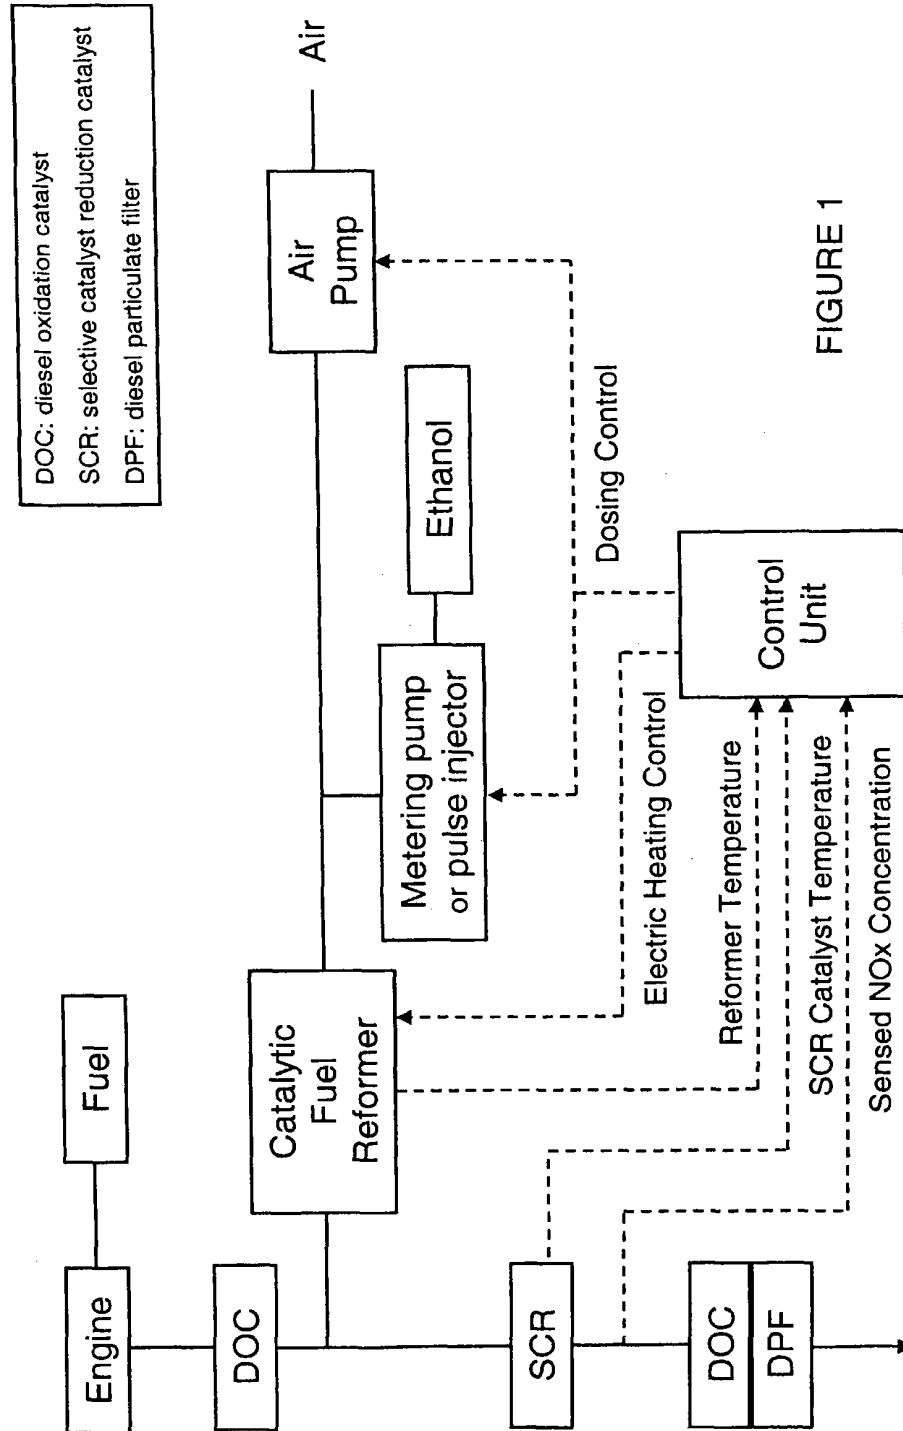 DOC: diesel oxidation catalyst
SCR: selective catalyst reduction catalyst
DPF: diesel particulate filter
Engine
Fuel
DOC
Catalytic
Fuel
Reformer
Air
Pump
Air
Metering pump
or pulse injector
Ethanol
Dosing Control
Electric Heating Control
Reformer Temperature
SCR Catalyst Temperature
Sensed NOx Concentration
Control
Unit
SCR
DOC
DPF
FIGURE 1